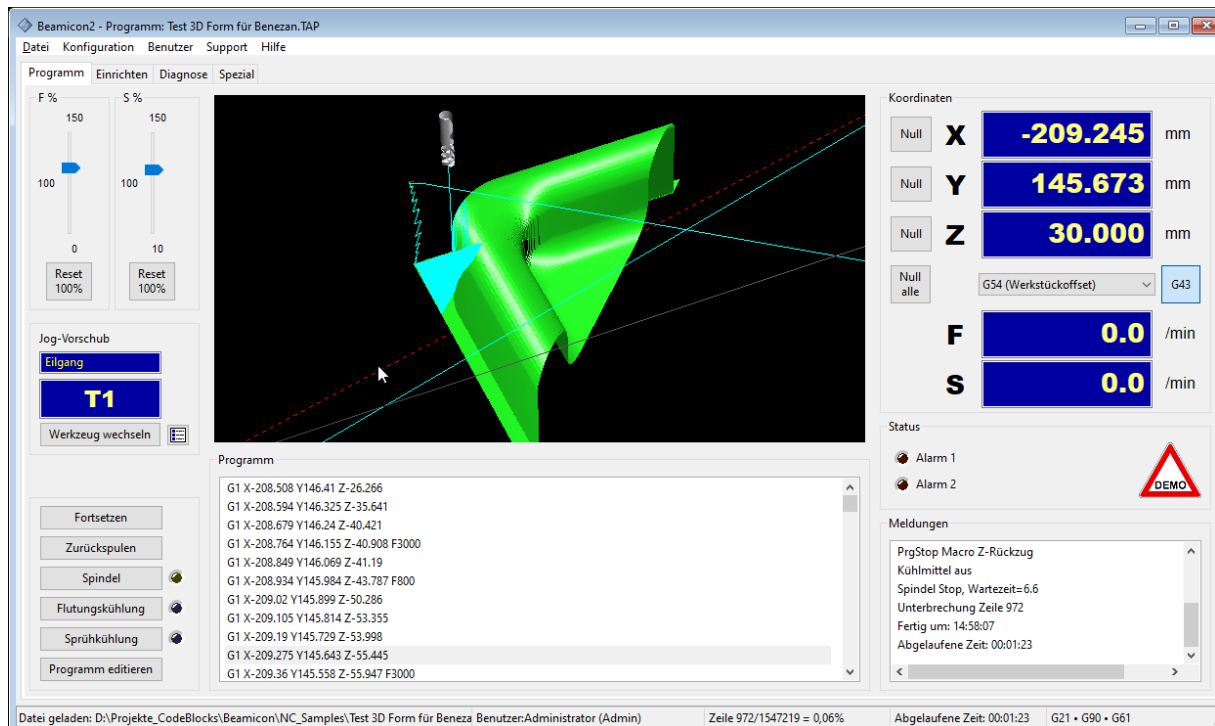 Beamicon2 - Programm: Test 3D Form für Benezan.TAP
Datei Konfiguration Benutzer Support Hilfe
Programm Einrichten Diagnose Spezial
F %
150
100
0
Reset
100%
S %
150
100
10
Reset
100%
Jog-Vorschub
Eilgang
T1
Werkzeug wechseln
Fortsetzen
Zurückspulen
Spindel
Flutungskühlung
Sprühkühlung
Programm editieren
Programm
G1 X-208.508 Y146.41 Z-26.266
G1 X-208.594 Y146.325 Z-35.641
G1 X-208.679 Y146.24 Z-40.421
G1 X-208.764 Y146.155 Z-40.908 F3000
G1 X-208.849 Y146.069 Z-41.19
G1 X-208.934 Y145.984 Z-43.787 F800
G1 X-209.02 Y145.899 Z-50.286
G1 X-209.105 Y145.814 Z-53.355
G1 X-209.19 Y145.729 Z-53.998
G1 X-209.275 Y145.643 Z-55.445
G1 X-209.36 Y145.558 Z-55.947 F3000
Koordinaten
Null X -209.245 mm
Null Y 145.673 mm
Null Z 30.000 mm
Null
alle
G54 (Werkstückoffset)
G43
F 0.0 /min
S 0.0 /min
Status
Alarm 1
Alarm 2
DEMO
Meldungen
PrgStop Macro Z-Rückzug
Kühlmittel aus
Spindel Stop, Wartezeit=6.6
Unterbrechung Zeile 972
Fertig um: 14:58:07
Abgelaufene Zeit: 00:01:23
Datei geladen: D:\Projekte_CodeBlocks\Beamicon\NC_Samples\Test 3D Form für Beneza Benutzer:Administrator (Admin) Zeile 972/1547219 = 0,06% Abgelaufene Zeit: 00:01:23 G21 • G90 • G61